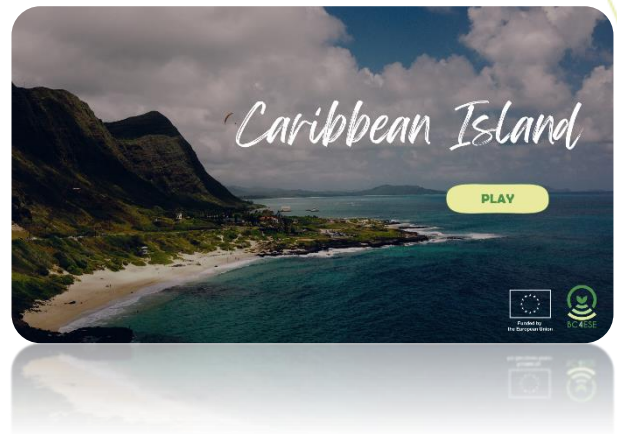 Caribbean Island
PLAY
Funded by
the European Union
BC4ESE